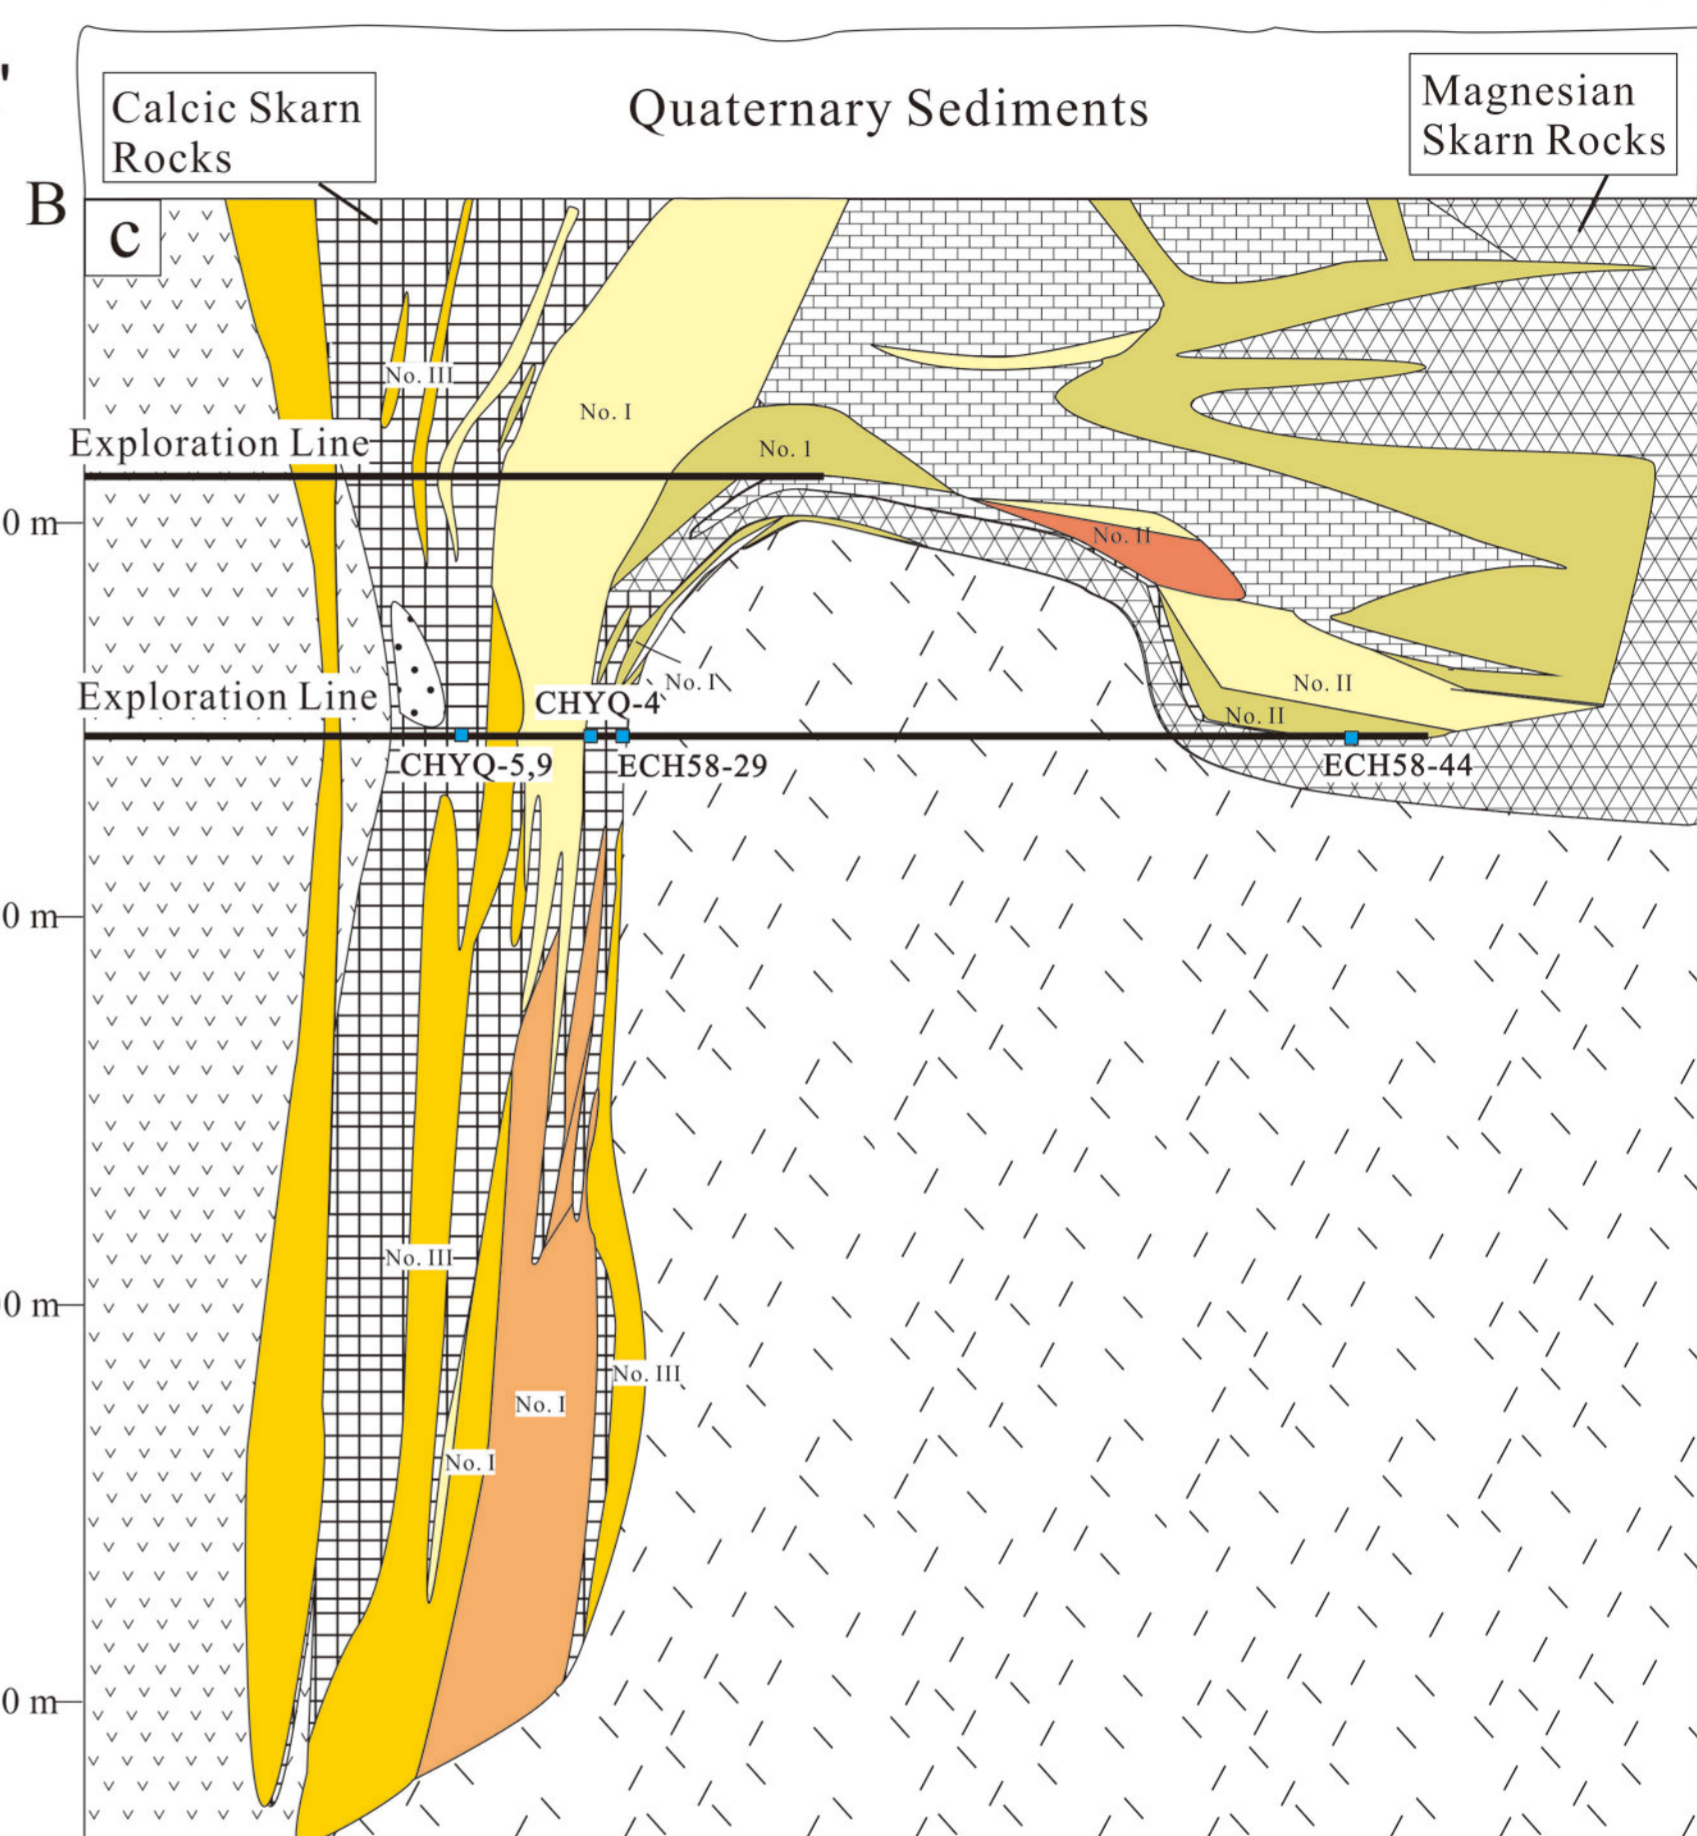 Calcic Skarn
Rocks
Quaternary Sediments
Magnesian
Skarn Rocks
B
c
No. III
No. I
Exploration Line
No. 1
0 m
No. II
No. I
Exploration Line
CHYQ-4
No. II
No. II
CHYQ-5,9
ECH58-29
ECH58-44
0 m
No. III
0 m
No. III
No. I
No. I
0 m